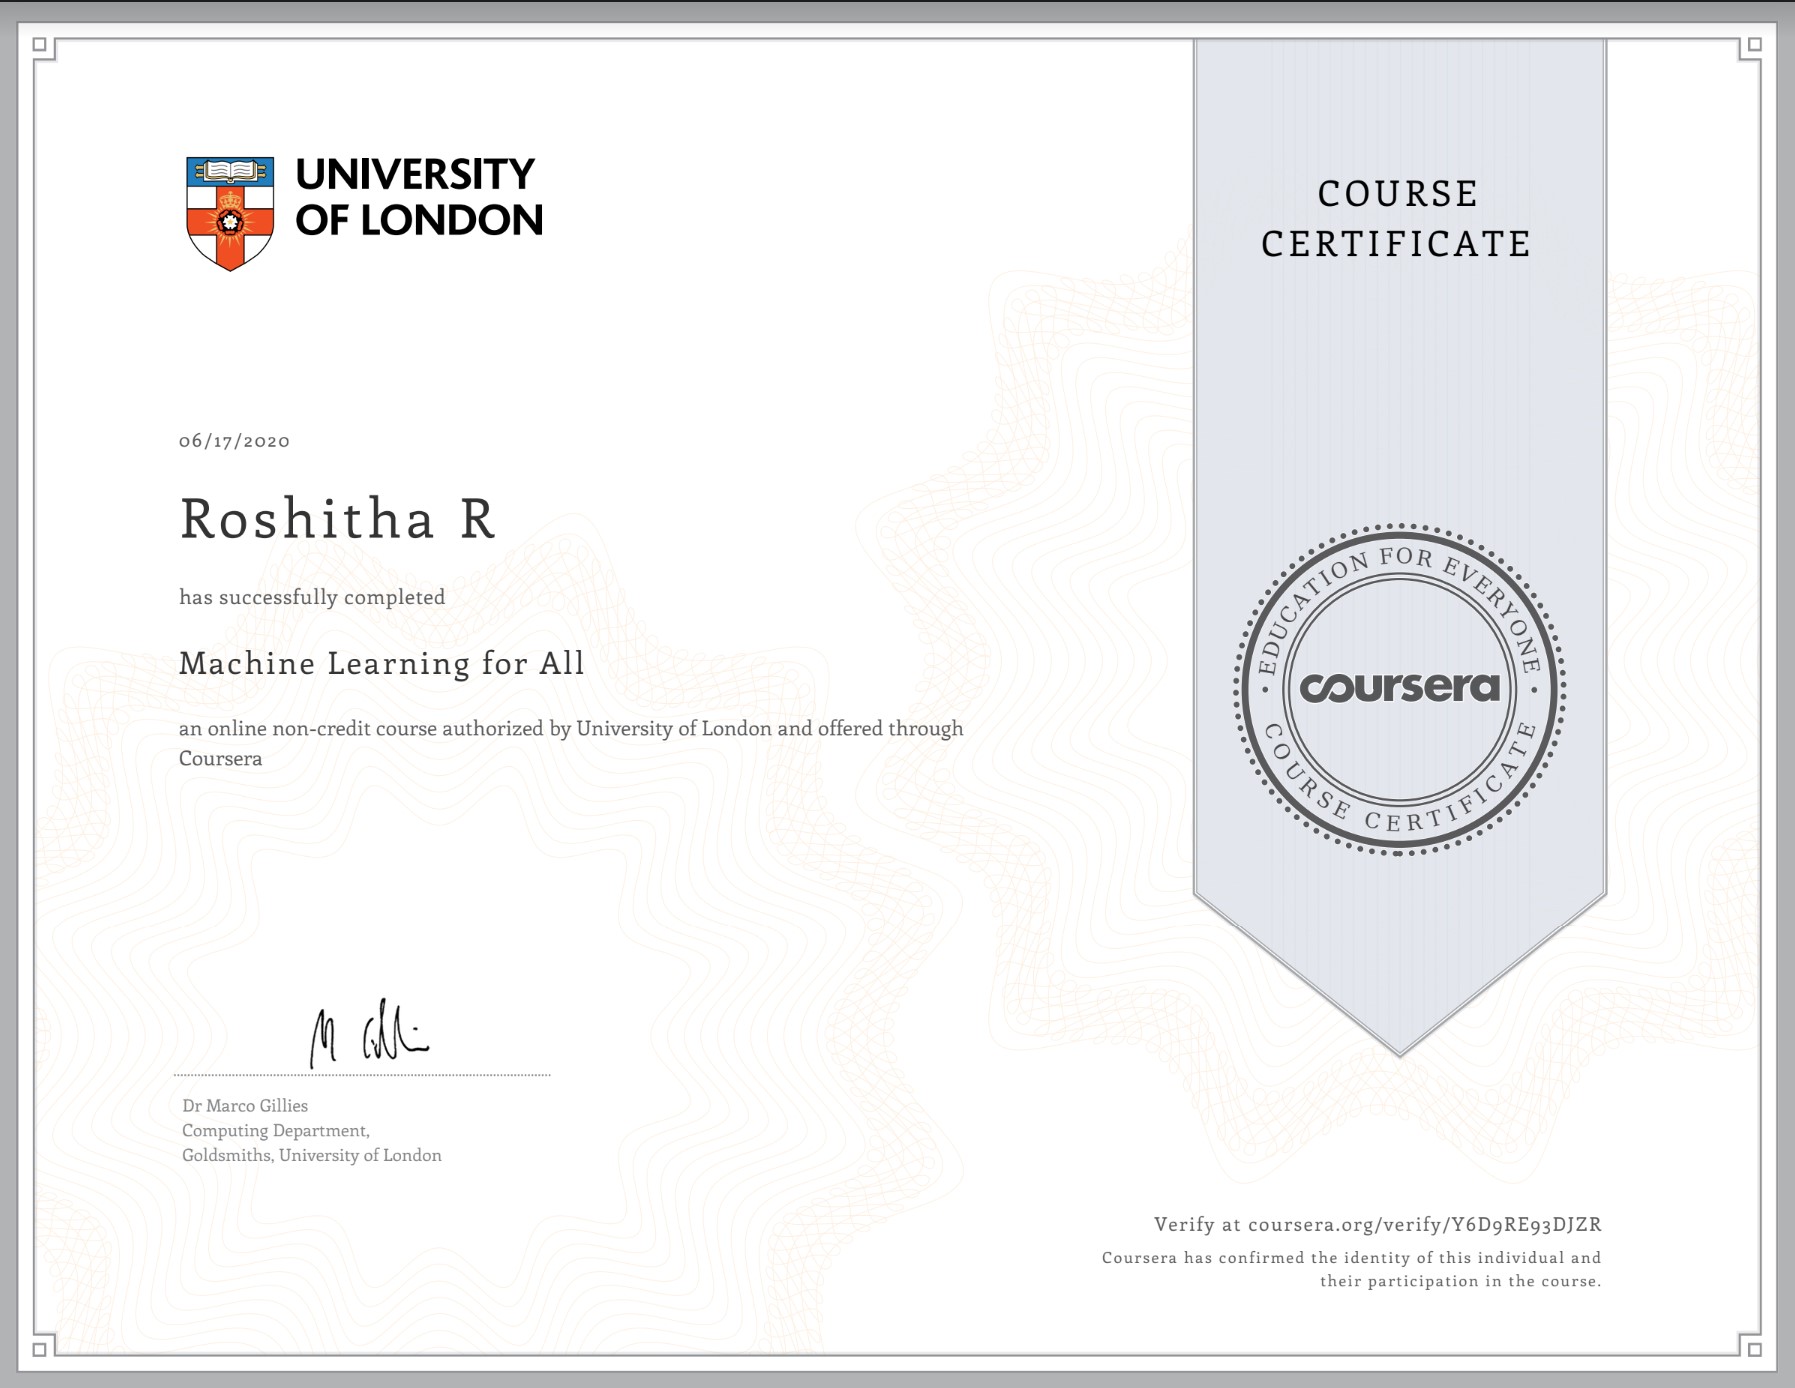 UNIVERSITY
OF LONDON
COURSE
CERTIFICATE
06/17/2020
Roshitha R
has successfully completed
Machine Learning for All
an online non-credit course authorized by University of London and offered through
Coursera
EDUCATION FOR EVERYONE
coursera
COURSE CERTIFICATE
M Gilli
Dr Marco Gillies
Computing Department,
Goldsmiths, University of London
Verify at coursera.org/verify/Y6D9RE93DJZR
Coursera has confirmed the identity of this individual and
their participation in the course.